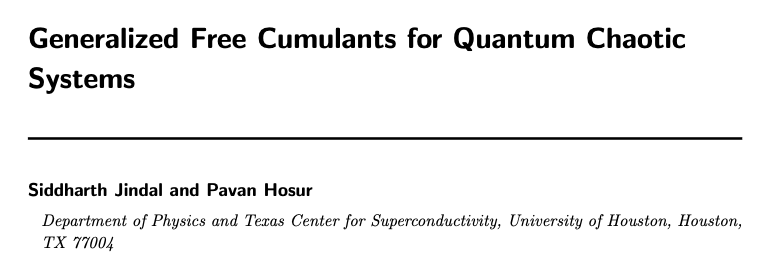 Generalized Free Cumulants for Quantum Chaotic
Systems
Siddharth Jindal and Pavan Hosur
Department of Physics and Texas Center for Superconductivity, University of Houston, Houston,
TX 77004